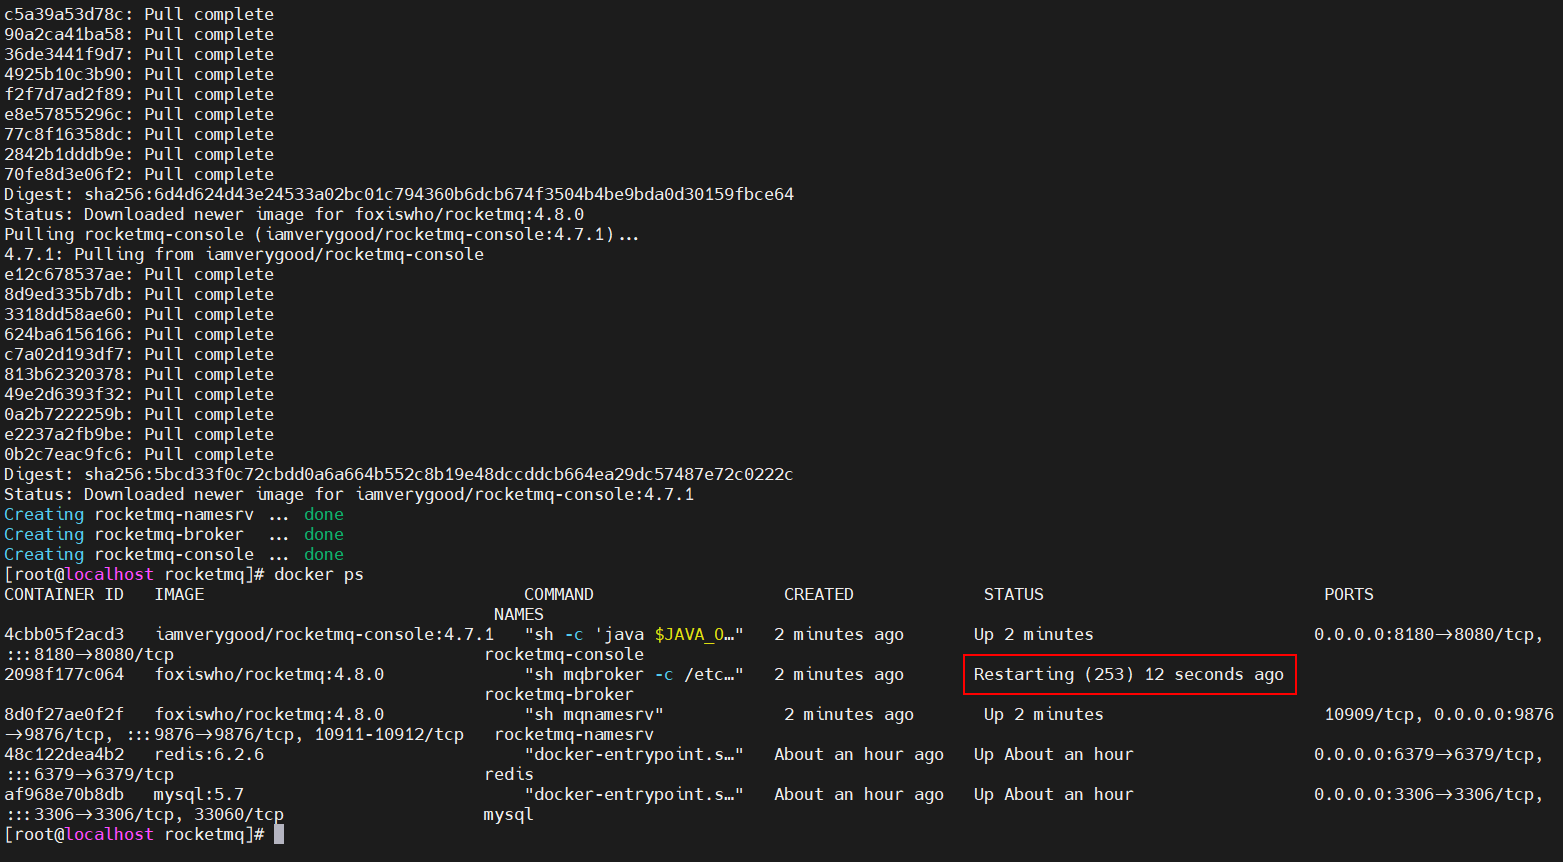 c5a39a53d78c: Pull complete
90a2ca41ba58: Pull complete
36de3441f9d7: Pull complete
4925b10c3b90: Pull complete
f2f7d7ad2f89: Pull complete
e8e57855296c: Pull complete
77c8f16358dc: Pull complete
2842b1dddb9e: Pull complete
70fe8d3e06f2: Pull complete
Digest: sha256:6d4d624d43e24533a02bc01c794360b6dcb674f3504b4be9bda0d30159fbce64
Status: Downloaded newer image for foxiswho/rocketmq:4.8.0
Pulling rocketmq-console (iamverygood/rocketmq-console:4.7.1)...
4.7.1: Pulling from iamverygood/rocketmq-console
e12c678537ae: Pull complete
8d9ed335b7db: Pull complete
3318dd58ae60: Pull complete
624ba6156166: Pull complete
c7a02d193df7: Pull complete
813b62320378: Pull complete
49e2d6393f32: Pull complete
0a2b7222259b: Pull complete
e2237a2fb9be: Pull complete
0b2c7eac9fc6: Pull complete
Digest: sha256:5bcd33f0c72cbdd0a6a664b552c8b19e48dccddcb664ea29dc57487e72c0222c
Status: Downloaded newer image for iamverygood/rocketmq-console:4.7.1
Creating rocketmq-namesrv ... done
Creating rocketmq-broker  ... done
Creating rocketmq-console ... done
[root@localhost rocketmq]# docker ps
CONTAINER ID   IMAGE                                COMMAND                   CREATED             STATUS                            PORTS
NAMES
4cbb05f2acd3   iamverygood/rocketmq-console:4.7.1   "sh -c 'java $JAVA_O…"   2 minutes ago       Up 2 minutes                      0.0.0.0:8180->8080/tcp,
:::8180->8080/tcp                               rocketmq-console
2098f177c064   foxiswho/rocketmq:4.8.0              "sh mqbroker -c /etc…"   2 minutes ago       Restarting (253) 12 seconds ago
rocketmq-broker
8d0f27ae0f2f   foxiswho/rocketmq:4.8.0              "sh mqnamesrv"            2 minutes ago       Up 2 minutes                      10909/tcp, 0.0.0.0:9876
->9876/tcp, :::9876->9876/tcp, 10911-10912/tcp   rocketmq-namesrv
48c122dea4b2   redis:6.2.6                          "docker-entrypoint.s…"   About an hour ago   Up About an hour                  0.0.0.0:6379->6379/tcp,
:::6379->6379/tcp                               redis
af968e70b8db   mysql:5.7                            "docker-entrypoint.s…"   About an hour ago   Up About an hour                  0.0.0.0:3306->3306/tcp,
:::3306->3306/tcp, 33060/tcp                    mysql
[root@localhost rocketmq]#